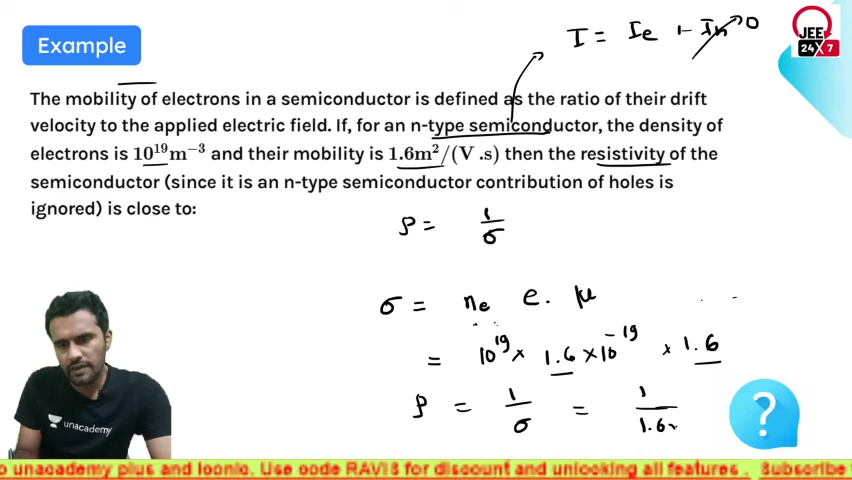 Example
I = Ie + Ih 0
JEE
24 X 7
The mobility of electrons in a semiconductor is defined as the ratio of their drift
velocity to the applied electric field. If, for an n-type semiconductor, the density of
electrons is 10¹⁹m⁻³ and their mobility is 1.6m²/(V.s) then the resistivity of the
semiconductor (since it is an n-type semiconductor contribution of holes is
ignored) is close to:
ρ = 1/σ
σ = ne e. μ
= 10¹⁹ × 1.6 × 10⁻¹⁹ × 1.6
ρ = 1/σ = 1/1.6×
?
unacademy
o unacademy plus and Iconic. Use code RAVI8 for discount and unlocking all features . Subscribe